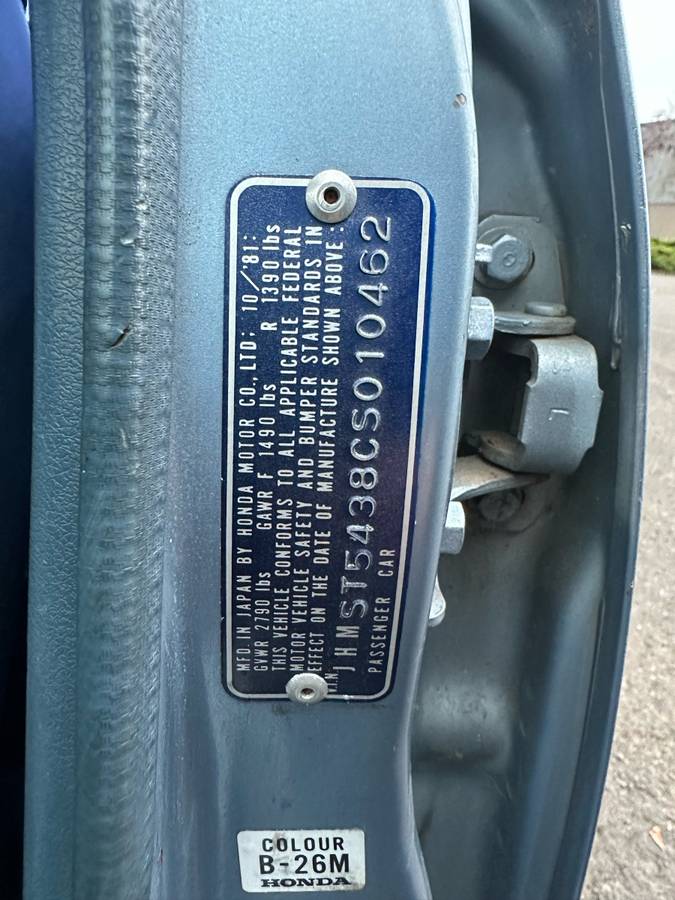 MFD. IN JAPAN BY HONDA MOTOR CO., LTD; 10/'81:
GVWR 2790 lbs GAWR F 1490 lbs R 1390 lbs
THIS VEHICLE CONFORMS TO ALL APPLICABLE FEDERAL
MOTOR VEHICLE SAFETY AND BUMPER STANDARDS IN
EFFECT ON THE DATE OF MANUFACTURE SHOWN ABOVE:
JHMST5438CS010462
PASSENGER CAR
COLOUR
B-26M
HONDA